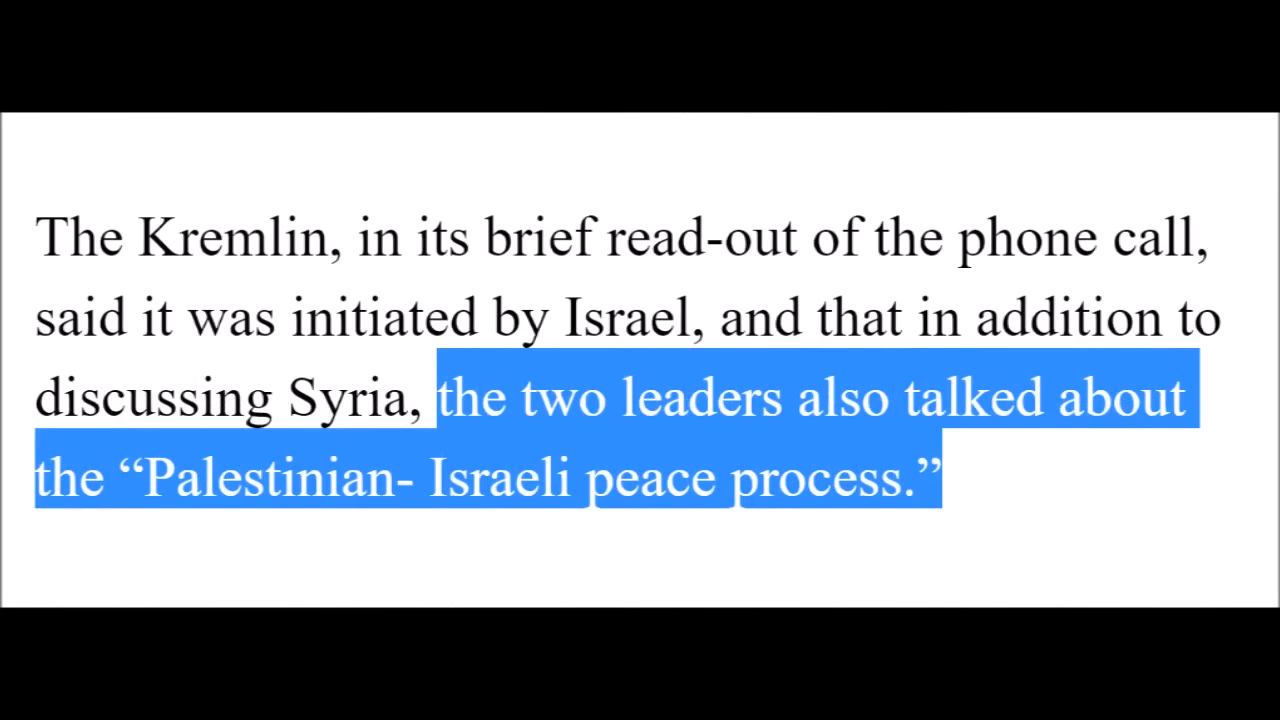 The Kremlin, in its brief read-out of the phone call,
said it was initiated by Israel, and that in addition to
discussing Syria, the two leaders also talked about
the “Palestinian- Israeli peace process.”